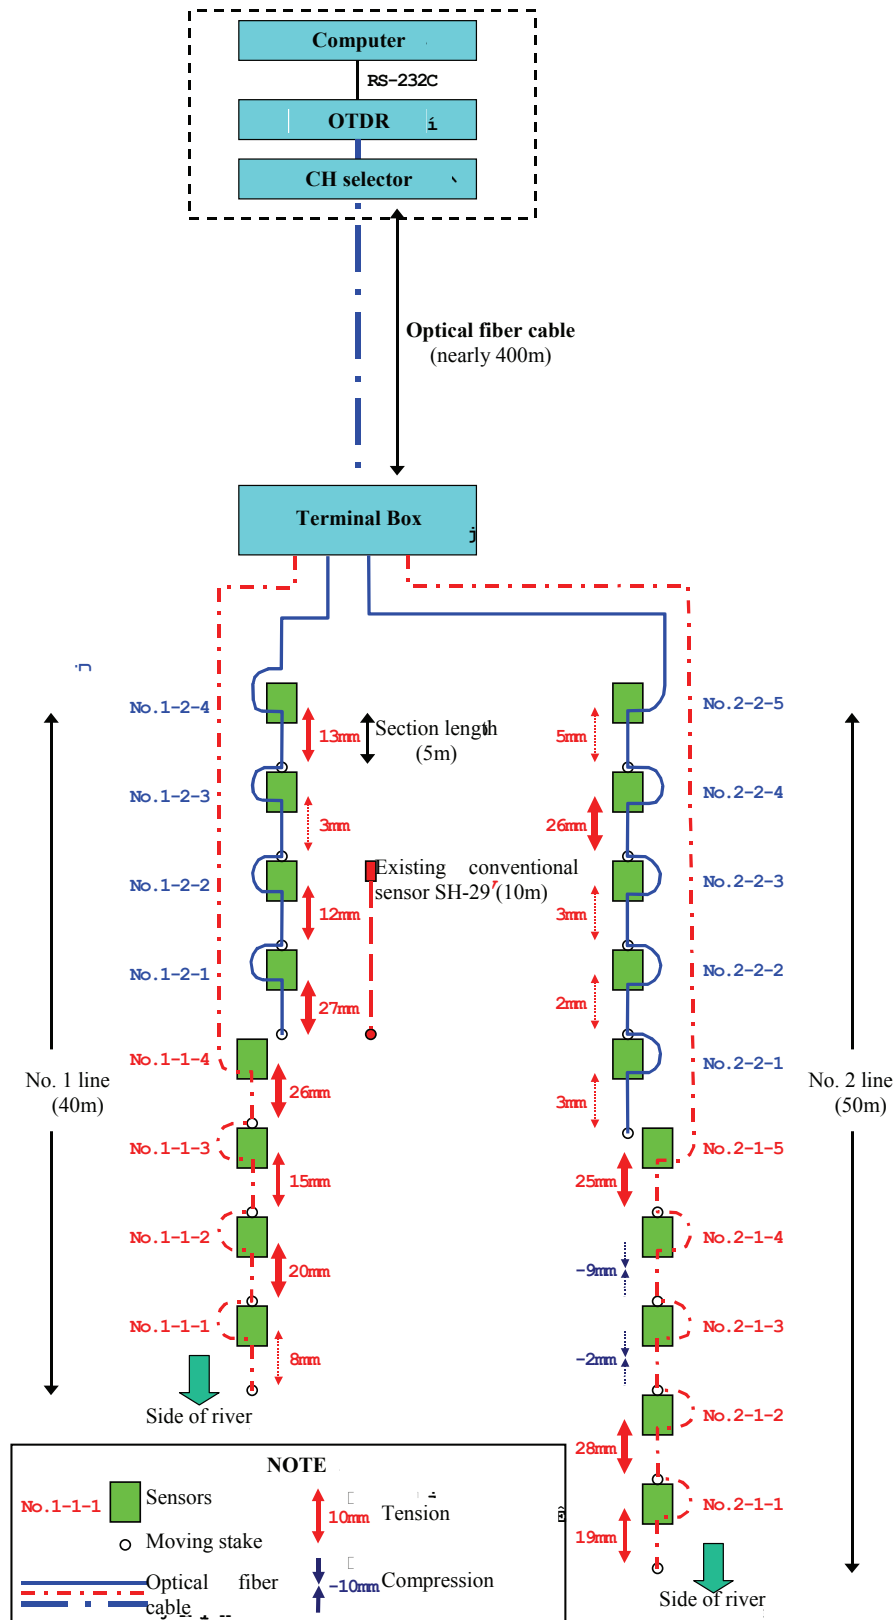 Computer
RS-232C
OTDR
CH selector
Optical fiber cable
(nearly 400m)
Terminal Box
No.1-2-4
13mm
Section length
(5m)
5mm
No.2-2-5
No.1-2-3
3mm
26mm
No.2-2-4
No.1-2-2
12mm
Existing conventional
sensor SH-29 (10m)
3mm
No.2-2-3
No.1-2-1
27mm
2mm
No.2-2-2
No.1-1-4
26mm
3mm
No.2-2-1
No. 1 line
(40m)
No. 2 line
(50m)
No.1-1-3
15mm
25mm
No.2-1-5
No.1-1-2
20mm
-9mm
No.2-1-4
No.1-1-1
8mm
-2mm
No.2-1-3
Side of river
28mm
No.2-1-2
19mm
No.2-1-1
Side of river
NOTE
No.1-1-1 Sensors
10mm Tension
Moving stake
Optical fiber
cable
-10mm Compression